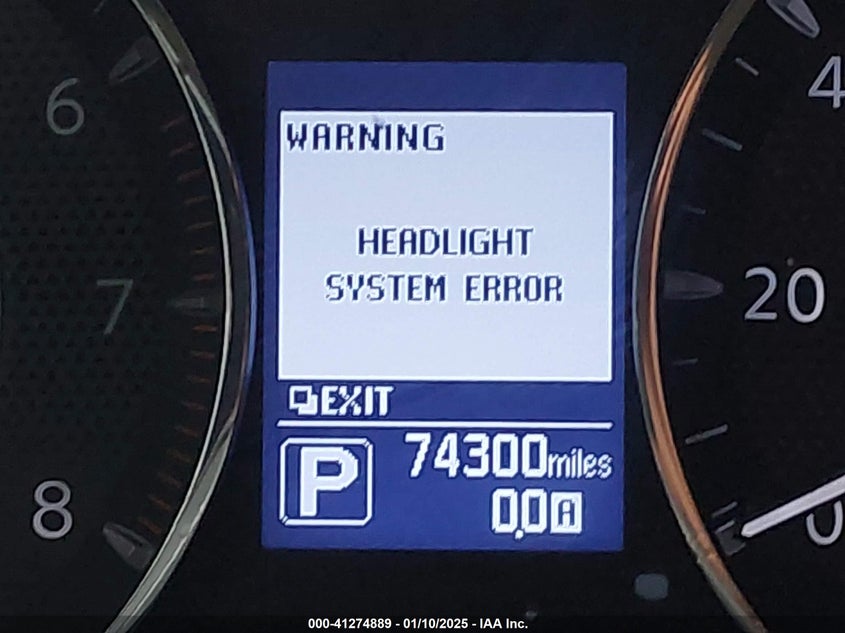 6
4
WARNING
HEADLIGHT
SYSTEM ERROR
7
20
EXIT
P
74300miles
0.0A
8
0
000-41274889 - 01/10/2025 - IAA Inc.